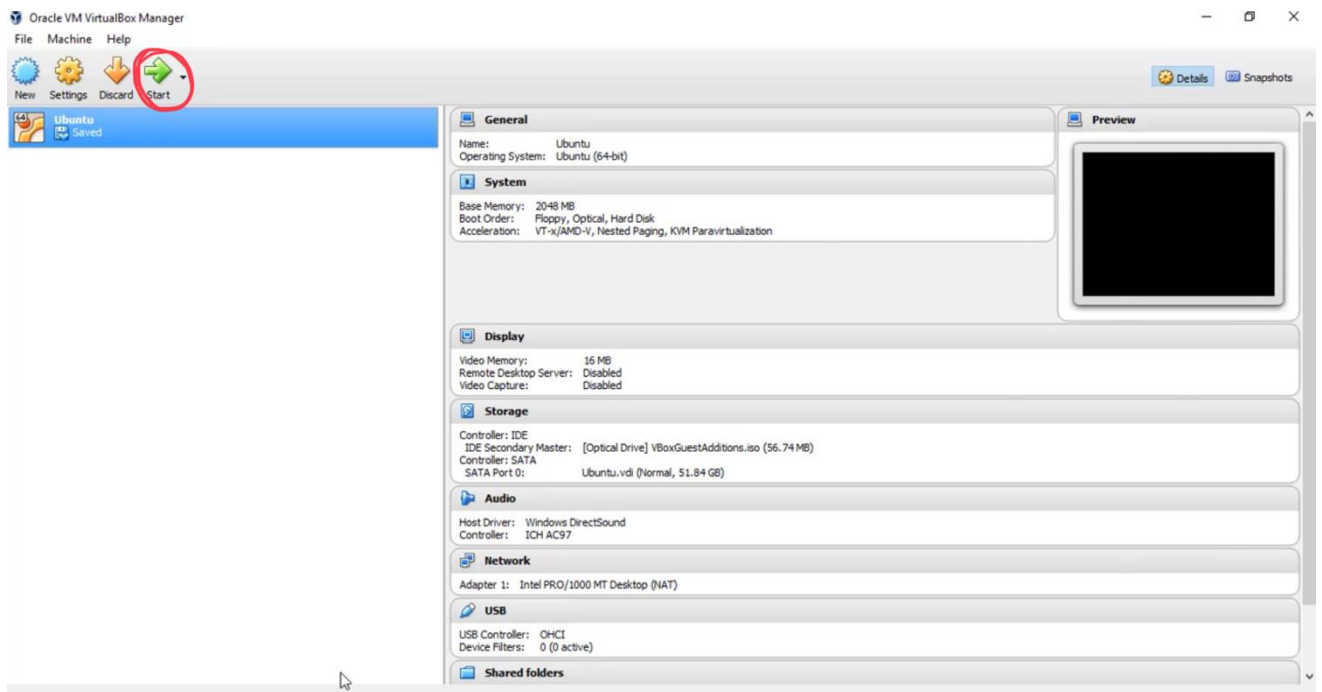 Oracle VM VirtualBox Manager
File Machine Help
New Settings Discard Start
Details Snapshots
64
Ubuntu
Saved
General
Name: Ubuntu
Operating System: Ubuntu (64-bit)
System
Base Memory: 2048 MB
Boot Order: Floppy, Optical, Hard Disk
Acceleration: VT-x/AMD-V, Nested Paging, KVM Paravirtualization
Preview
Display
Video Memory: 16 MB
Remote Desktop Server: Disabled
Video Capture: Disabled
Storage
Controller: IDE
IDE Secondary Master: [Optical Drive] VBoxGuestAdditions.iso (56.74 MB)
Controller: SATA
SATA Port 0: Ubuntu.vdi (Normal, 51.84 GB)
Audio
Host Driver: Windows DirectSound
Controller: ICH AC97
Network
Adapter 1: Intel PRO/1000 MT Desktop (NAT)
USB
USB Controller: OHCI
Device Filters: 0 (0 active)
Shared folders